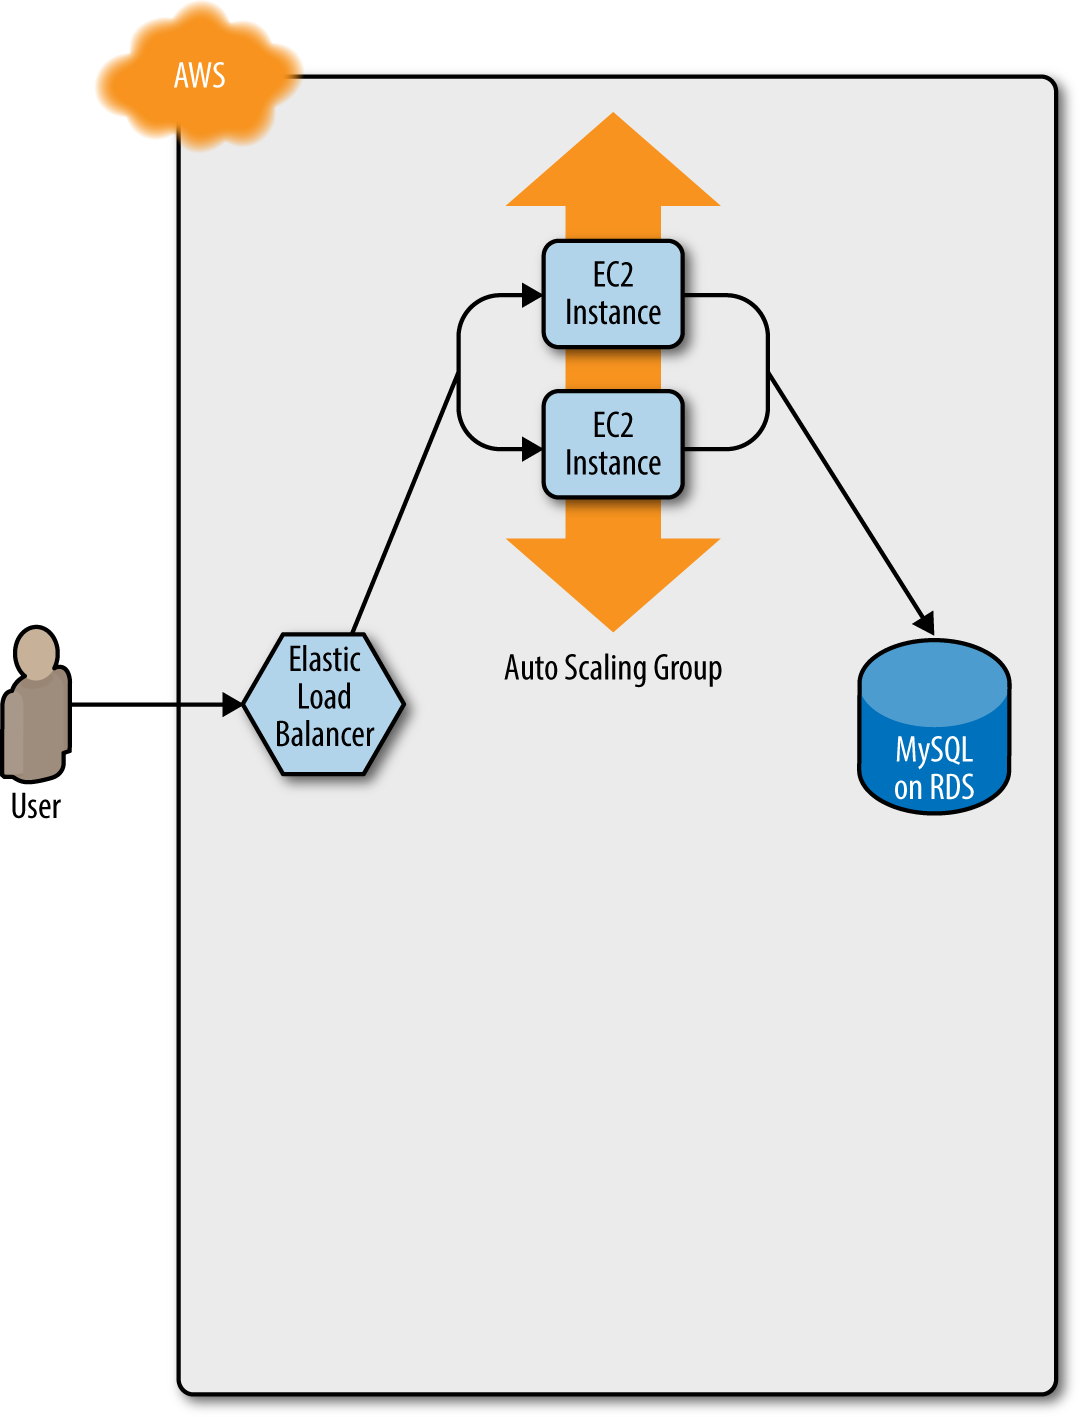 AWS
EC2
Instance
EC2
Instance
Elastic
Load
Balancer
Auto Scaling Group
MySQL
on RDS
User